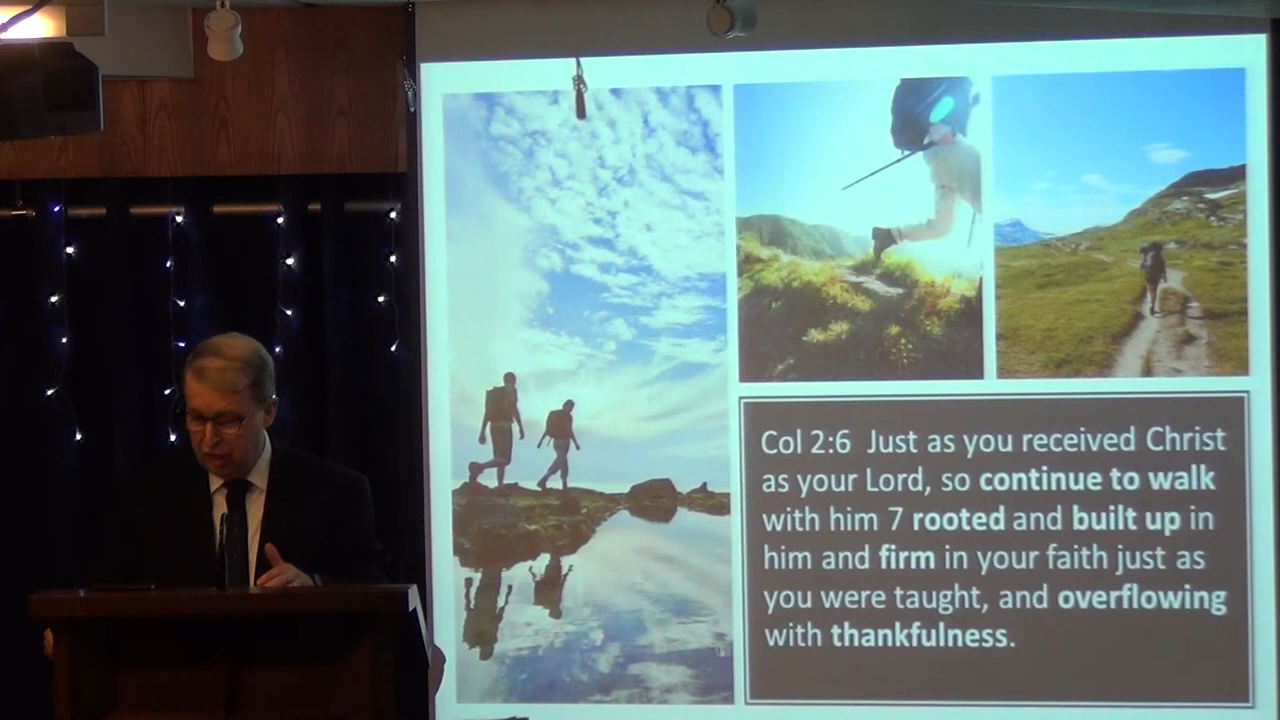 Col 2:6 Just as you received Christ
as your Lord, so continue to walk
with him 7 rooted and built up in
him and firm in your faith just as
you were taught, and overflowing
with thankfulness.